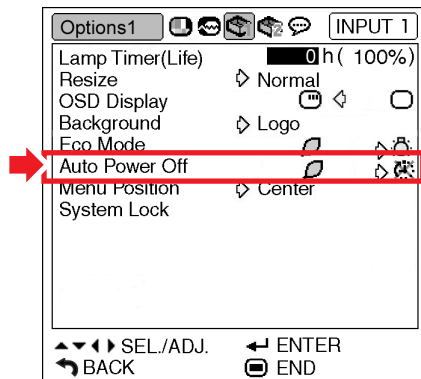 Options1 INPUT 1
Lamp Timer(Life) 0 h ( 100%)
Resize Normal
OSD Display
Background Logo
Eco Mode
Auto Power Off
Menu Position Center
System Lock
SEL./ADJ. ENTER
BACK END